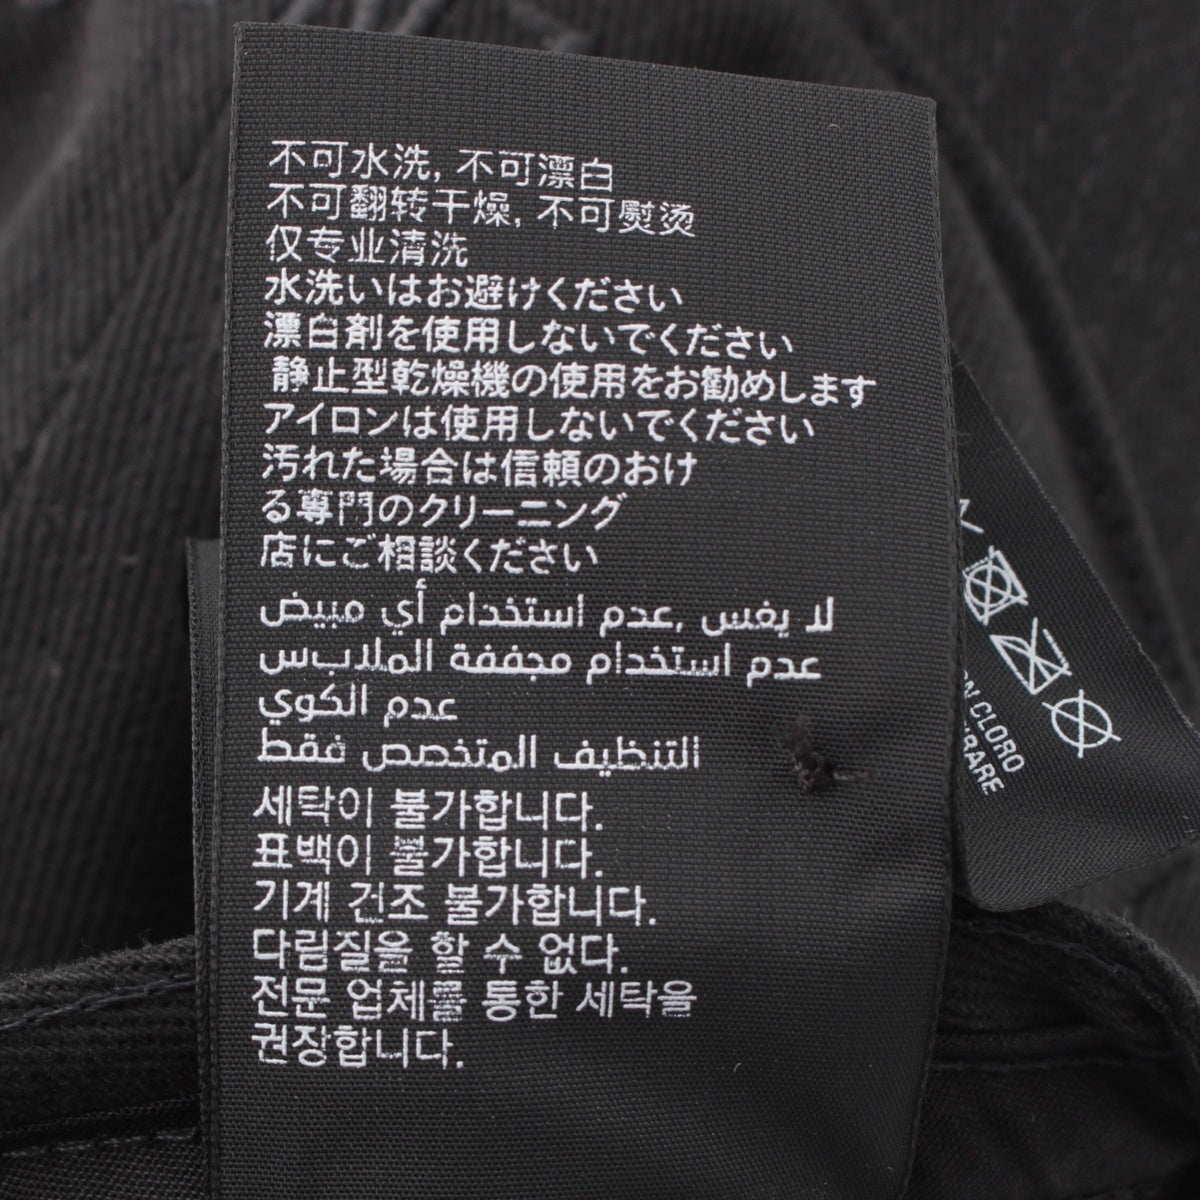 不可水洗, 不可漂白
不可翻转干燥, 不可熨烫
仅专业清洗
水洗いはお避けください
漂白剤を使用しないでください
静止型乾燥機の使用をお勧めします
アイロンは使用しないでください
汚れた場合は信頼のおけ
る専門のクリーニング
店にご相談ください
لا يغس ,عدم استخدام أي مبيض
عدم استخدام مجففة الملابس
عدم الكوي
التنظيف المتخصص فقط
세탁이 불가합니다.
표백이 불가합니다.
기계 건조 불가합니다.
다림질을 할 수 없다.
전문 업체를 통한 세탁을
권장합니다.
CLORO